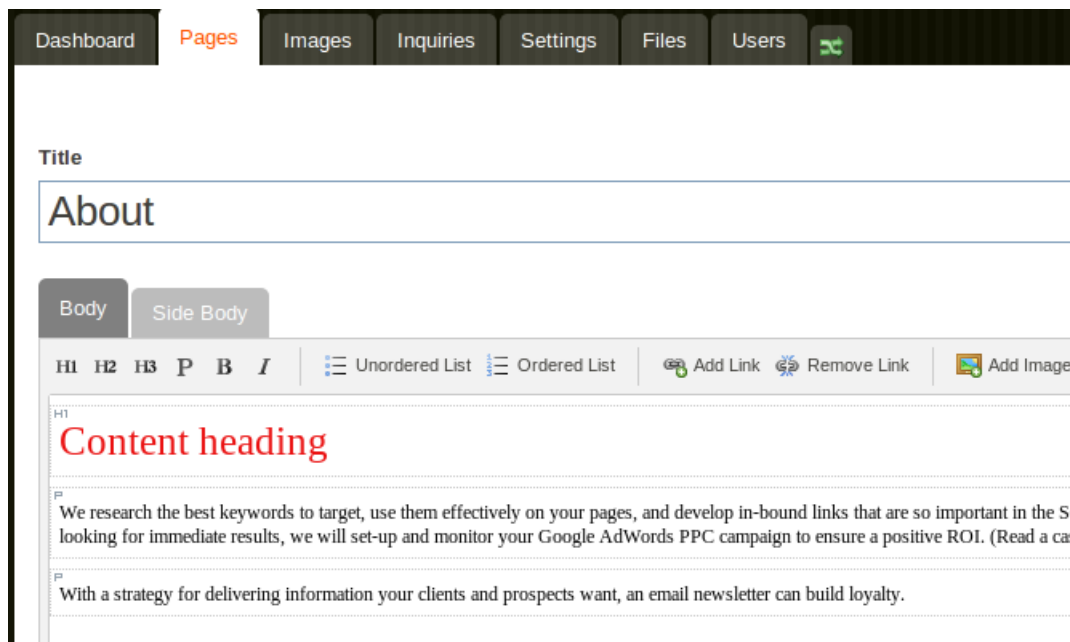 Dashboard Pages Images Inquiries Settings Files Users
Title
About
Body Side Body
H1 H2 H3 P B I Unordered List Ordered List Add Link Remove Link Add Image
H1
Content heading
P
We research the best keywords to target, use them effectively on your pages, and develop in-bound links that are so important in the S
looking for immediate results, we will set-up and monitor your Google AdWords PPC campaign to ensure a positive ROI. (Read a cas
P
With a strategy for delivering information your clients and prospects want, an email newsletter can build loyalty.